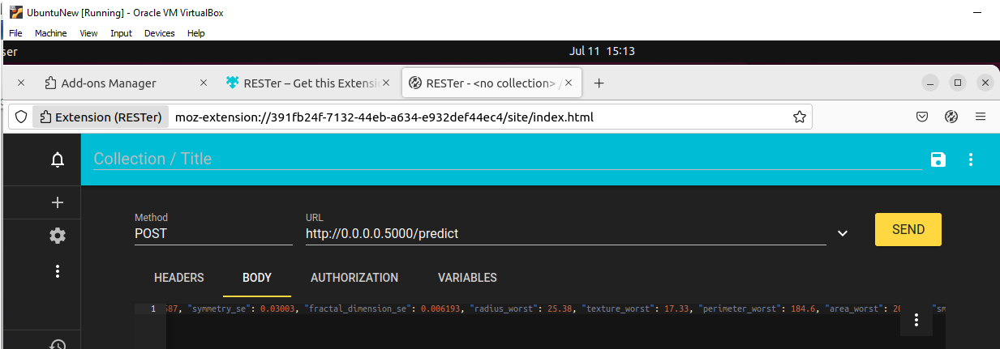 UbuntuNew [Running] - Oracle VM VirtualBox
File Machine View Input Devices Help
ser Jul 11 15:13
Add-ons Manager RESTer – Get this Extensi RESTer - <no collection> /
Extension (RESTer) moz-extension://391fb24f-7132-44eb-a634-e932def44ec4/site/index.html
Collection / Title
Method URL
POST http://0.0.0.0.5000/predict SEND
HEADERS BODY AUTHORIZATION VARIABLES
1 587, "symmetry_se": 0.03003, "fractal_dimension_se": 0.006193, "radius_worst": 25.38, "texture_worst": 17.33, "perimeter_worst": 184.6, "area_worst": 20 "sm